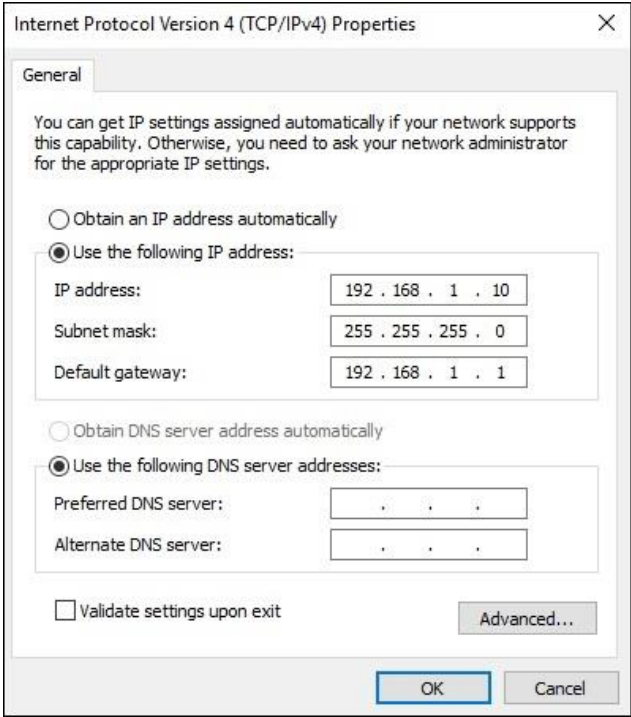 Internet Protocol Version 4 (TCP/IPv4) Properties
General
You can get IP settings assigned automatically if your network supports
this capability. Otherwise, you need to ask your network administrator
for the appropriate IP settings.
Obtain an IP address automatically
Use the following IP address:
IP address: 192 . 168 . 1 . 10
Subnet mask: 255 . 255 . 255 . 0
Default gateway: 192 . 168 . 1 . 1
Obtain DNS server address automatically
Use the following DNS server addresses:
Preferred DNS server: . . .
Alternate DNS server: . . .
Validate settings upon exit
Advanced...
OK Cancel